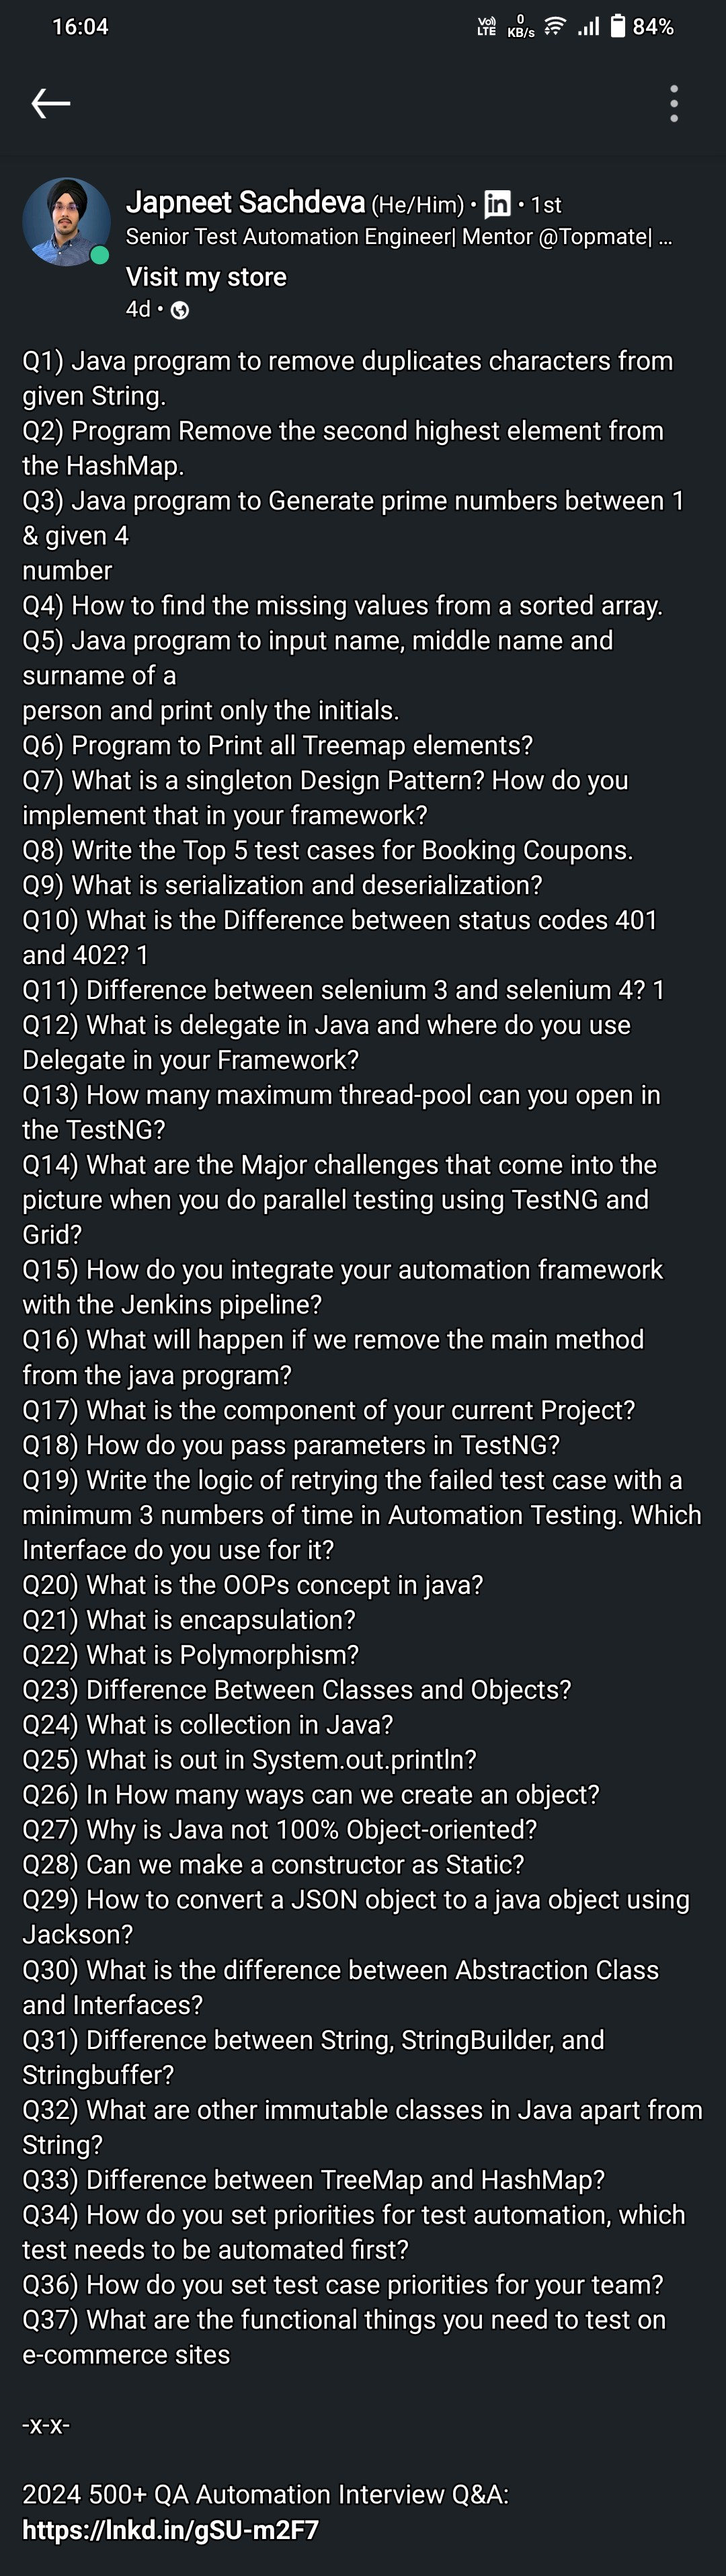 16:04
Vo) LTE 0 KB/s 84%
Japneet Sachdeva (He/Him) • in • 1st
Senior Test Automation Engineer| Mentor @Topmate| ...
Visit my store
4d •
Q1) Java program to remove duplicates characters from
given String.
Q2) Program Remove the second highest element from
the HashMap.
Q3) Java program to Generate prime numbers between 1
& given 4
number
Q4) How to find the missing values from a sorted array.
Q5) Java program to input name, middle name and
surname of a
person and print only the initials.
Q6) Program to Print all Treemap elements?
Q7) What is a singleton Design Pattern? How do you
implement that in your framework?
Q8) Write the Top 5 test cases for Booking Coupons.
Q9) What is serialization and deserialization?
Q10) What is the Difference between status codes 401
and 402? 1
Q11) Difference between selenium 3 and selenium 4? 1
Q12) What is delegate in Java and where do you use
Delegate in your Framework?
Q13) How many maximum thread-pool can you open in
the TestNG?
Q14) What are the Major challenges that come into the
picture when you do parallel testing using TestNG and
Grid?
Q15) How do you integrate your automation framework
with the Jenkins pipeline?
Q16) What will happen if we remove the main method
from the java program?
Q17) What is the component of your current Project?
Q18) How do you pass parameters in TestNG?
Q19) Write the logic of retrying the failed test case with a
minimum 3 numbers of time in Automation Testing. Which
Interface do you use for it?
Q20) What is the OOPs concept in java?
Q21) What is encapsulation?
Q22) What is Polymorphism?
Q23) Difference Between Classes and Objects?
Q24) What is collection in Java?
Q25) What is out in System.out.println?
Q26) In How many ways can we create an object?
Q27) Why is Java not 100% Object-oriented?
Q28) Can we make a constructor as Static?
Q29) How to convert a JSON object to a java object using
Jackson?
Q30) What is the difference between Abstraction Class
and Interfaces?
Q31) Difference between String, StringBuilder, and
Stringbuffer?
Q32) What are other immutable classes in Java apart from
String?
Q33) Difference between TreeMap and HashMap?
Q34) How do you set priorities for test automation, which
test needs to be automated first?
Q36) How do you set test case priorities for your team?
Q37) What are the functional things you need to test on
e-commerce sites
-x-x-
2024 500+ QA Automation Interview Q&A:
https://lnkd.in/gSU-m2F7